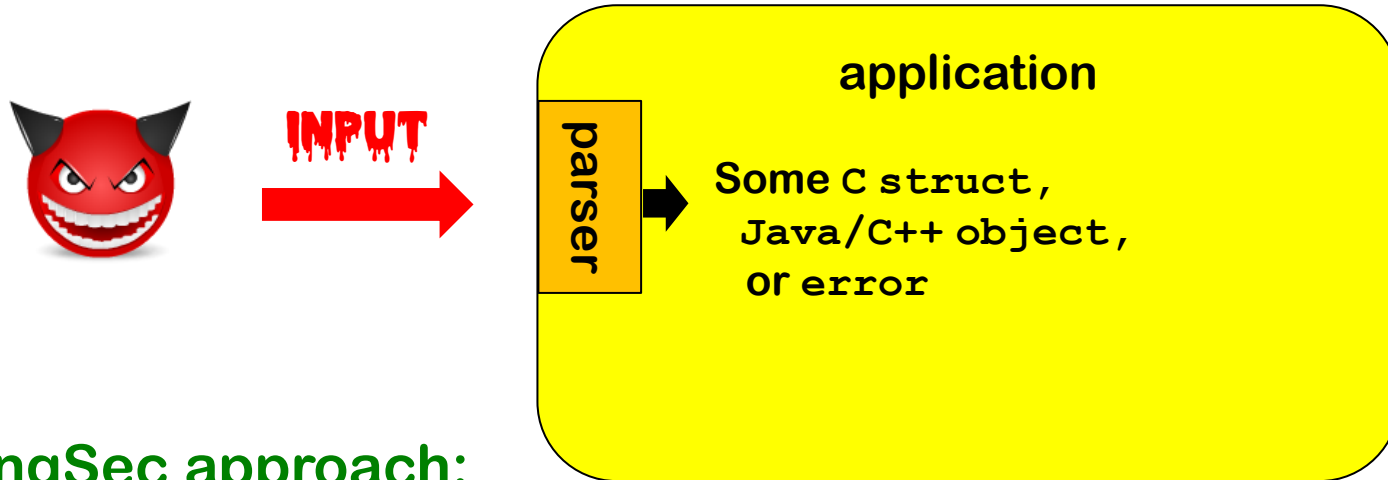 application
INPUT
parser
Some C struct,
Java/C++ object,
or error
ngSec approach: